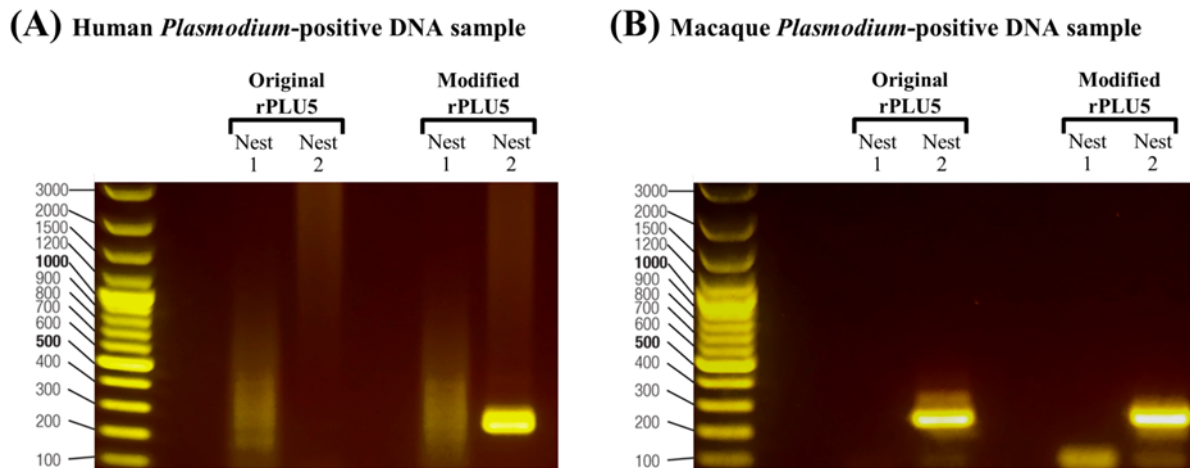 (A) Human Plasmodium-positive DNA sample
Original
rPLU5
Modified
rPLU5
Nest
1
Nest
2
Nest
1
Nest
2
3000
2000
1500
1200
1000
900
800
700
600
500
400
300
200
100
(B) Macaque Plasmodium-positive DNA sample
Original
rPLU5
Modified
rPLU5
Nest
1
Nest
2
Nest
1
Nest
2
3000
2000
1500
1200
1000
900
800
700
600
500
400
300
200
100